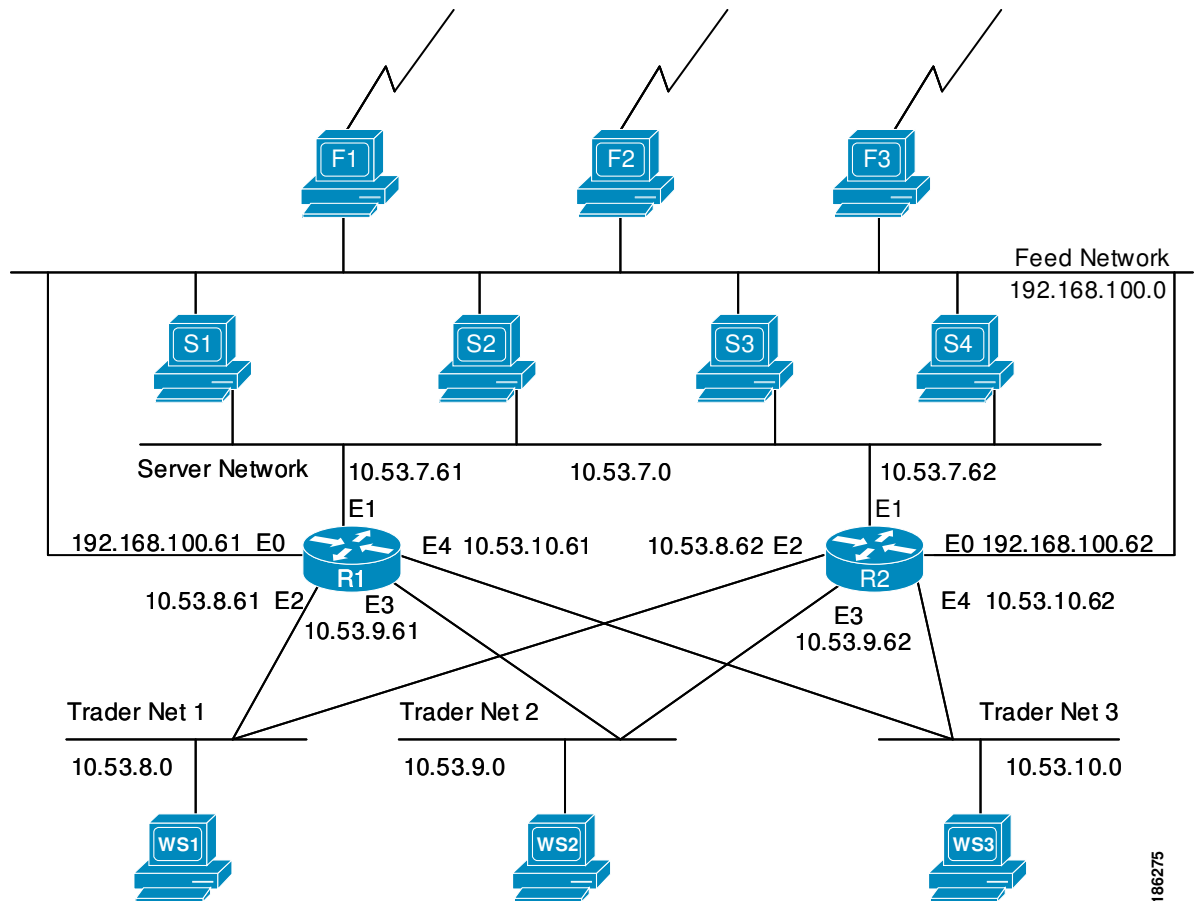 F1 F2 F3
Feed Network
192.168.100.0
S1 S2 S3 S4
Server Network 10.53.7.61 10.53.7.0 10.53.7.62
E1 E1
192.168.100.61 E0 R1 E4 10.53.10.61 10.53.8.62 E2 R2 E0 192.168.100.62
10.53.8.61 E2 E3 E3 E4 10.53.10.62
10.53.9.61 10.53.9.62
Trader Net 1 Trader Net 2 Trader Net 3
10.53.8.0 10.53.9.0 10.53.10.0
WS1 WS2 WS3
186275